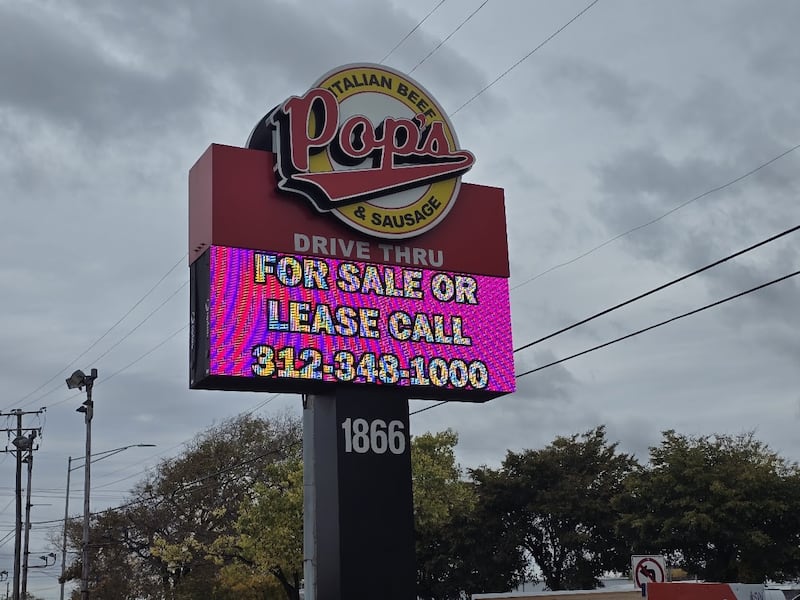 ITALIAN BEEF
Pop's
& SAUSAGE
DRIVE THRU
FOR SALE OR
LEASE CALL
312-348-1000
1866